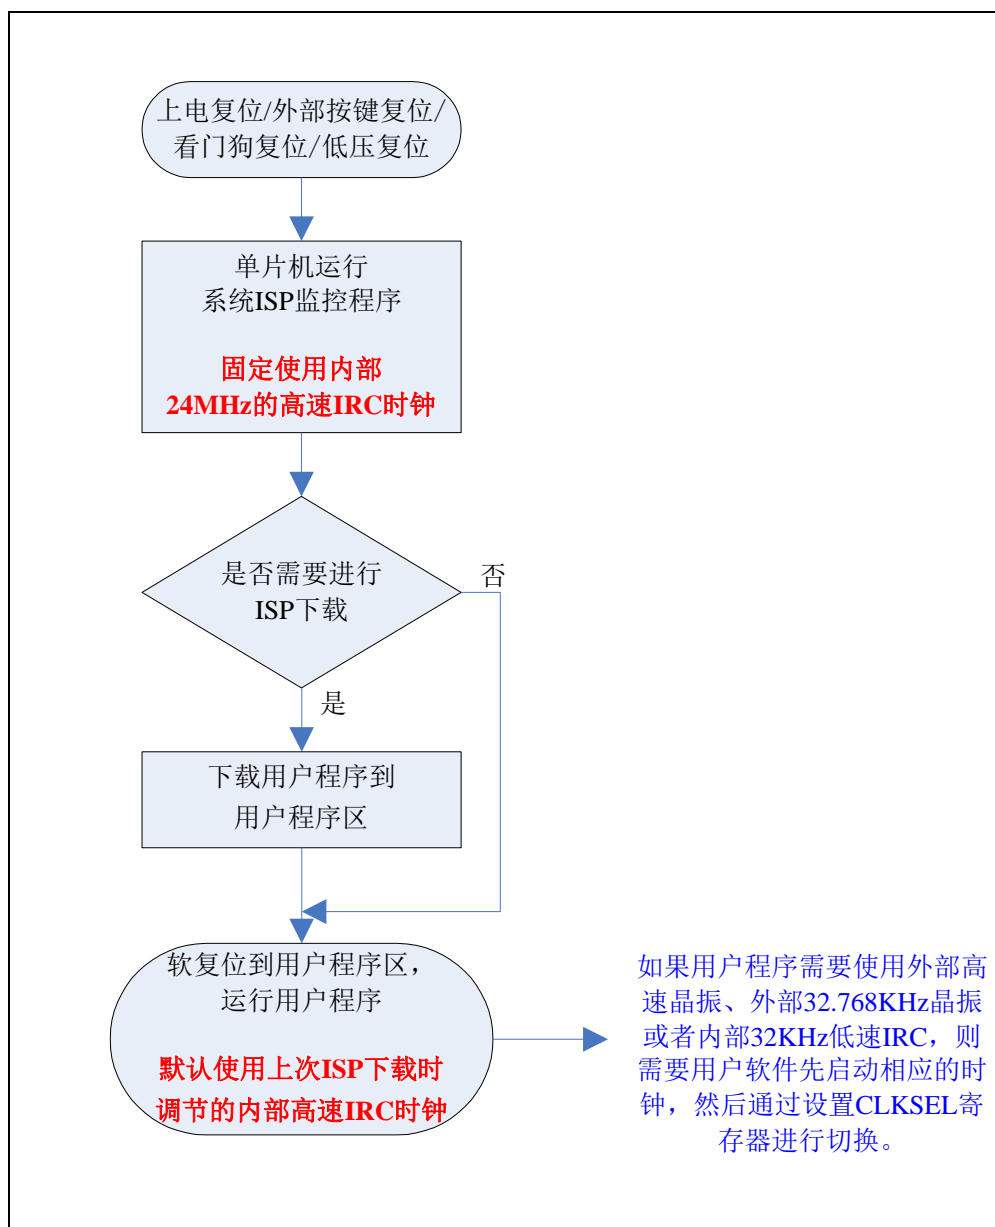 上电复位/外部按键复位/
看门狗复位/低压复位
单片机运行
系统ISP监控程序
固定使用内部
24MHz的高速IRC时钟
是否需要进行
ISP下载
否
是
下载用户程序到
用户程序区
软复位到用户程序区，
运行用户程序
默认使用上次ISP下载时
调节的内部高速IRC时钟
如果用户程序需要使用外部高
速晶振、外部32.768KHz晶振
或者内部32KHz低速IRC，则
需要用户软件先启动相应的时
钟，然后通过设置CLKSEL寄
存器进行切换。